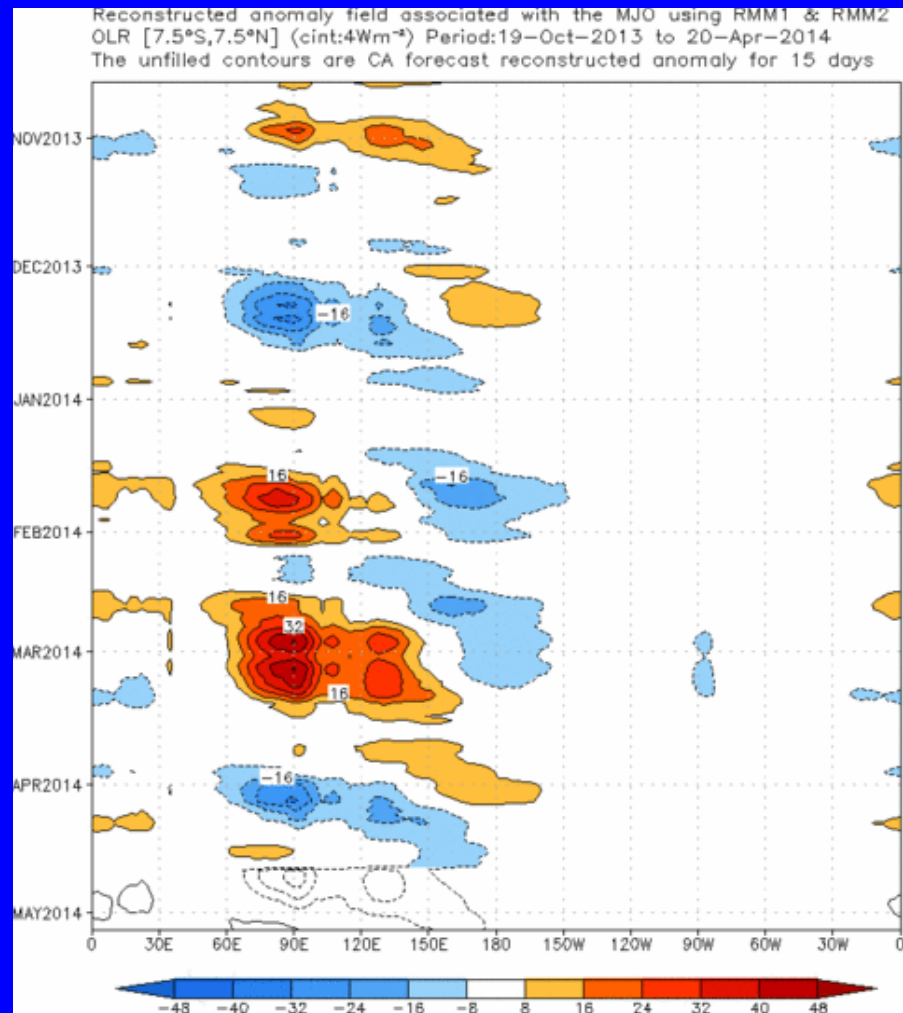 Reconstructed anomaly field associated with the MJO using RMM1 & RMM2
OLR [7.5°S,7.5°N] (cint:4Wm⁻²) Period:19-Oct-2013 to 20-Apr-2014
The unfilled contours are CA forecast reconstructed anomaly for 15 days
NOV2013
DEC2013
-16
JAN2014
16
-16
FEB2014
16
32
MAR2014
16
-16
APR2014
MAY2014
0 30E 60E 90E 120E 150E 180 150W 120W 90W 60W 30W 0
-48 -40 -32 -24 -16 -8 8 16 24 32 40 48